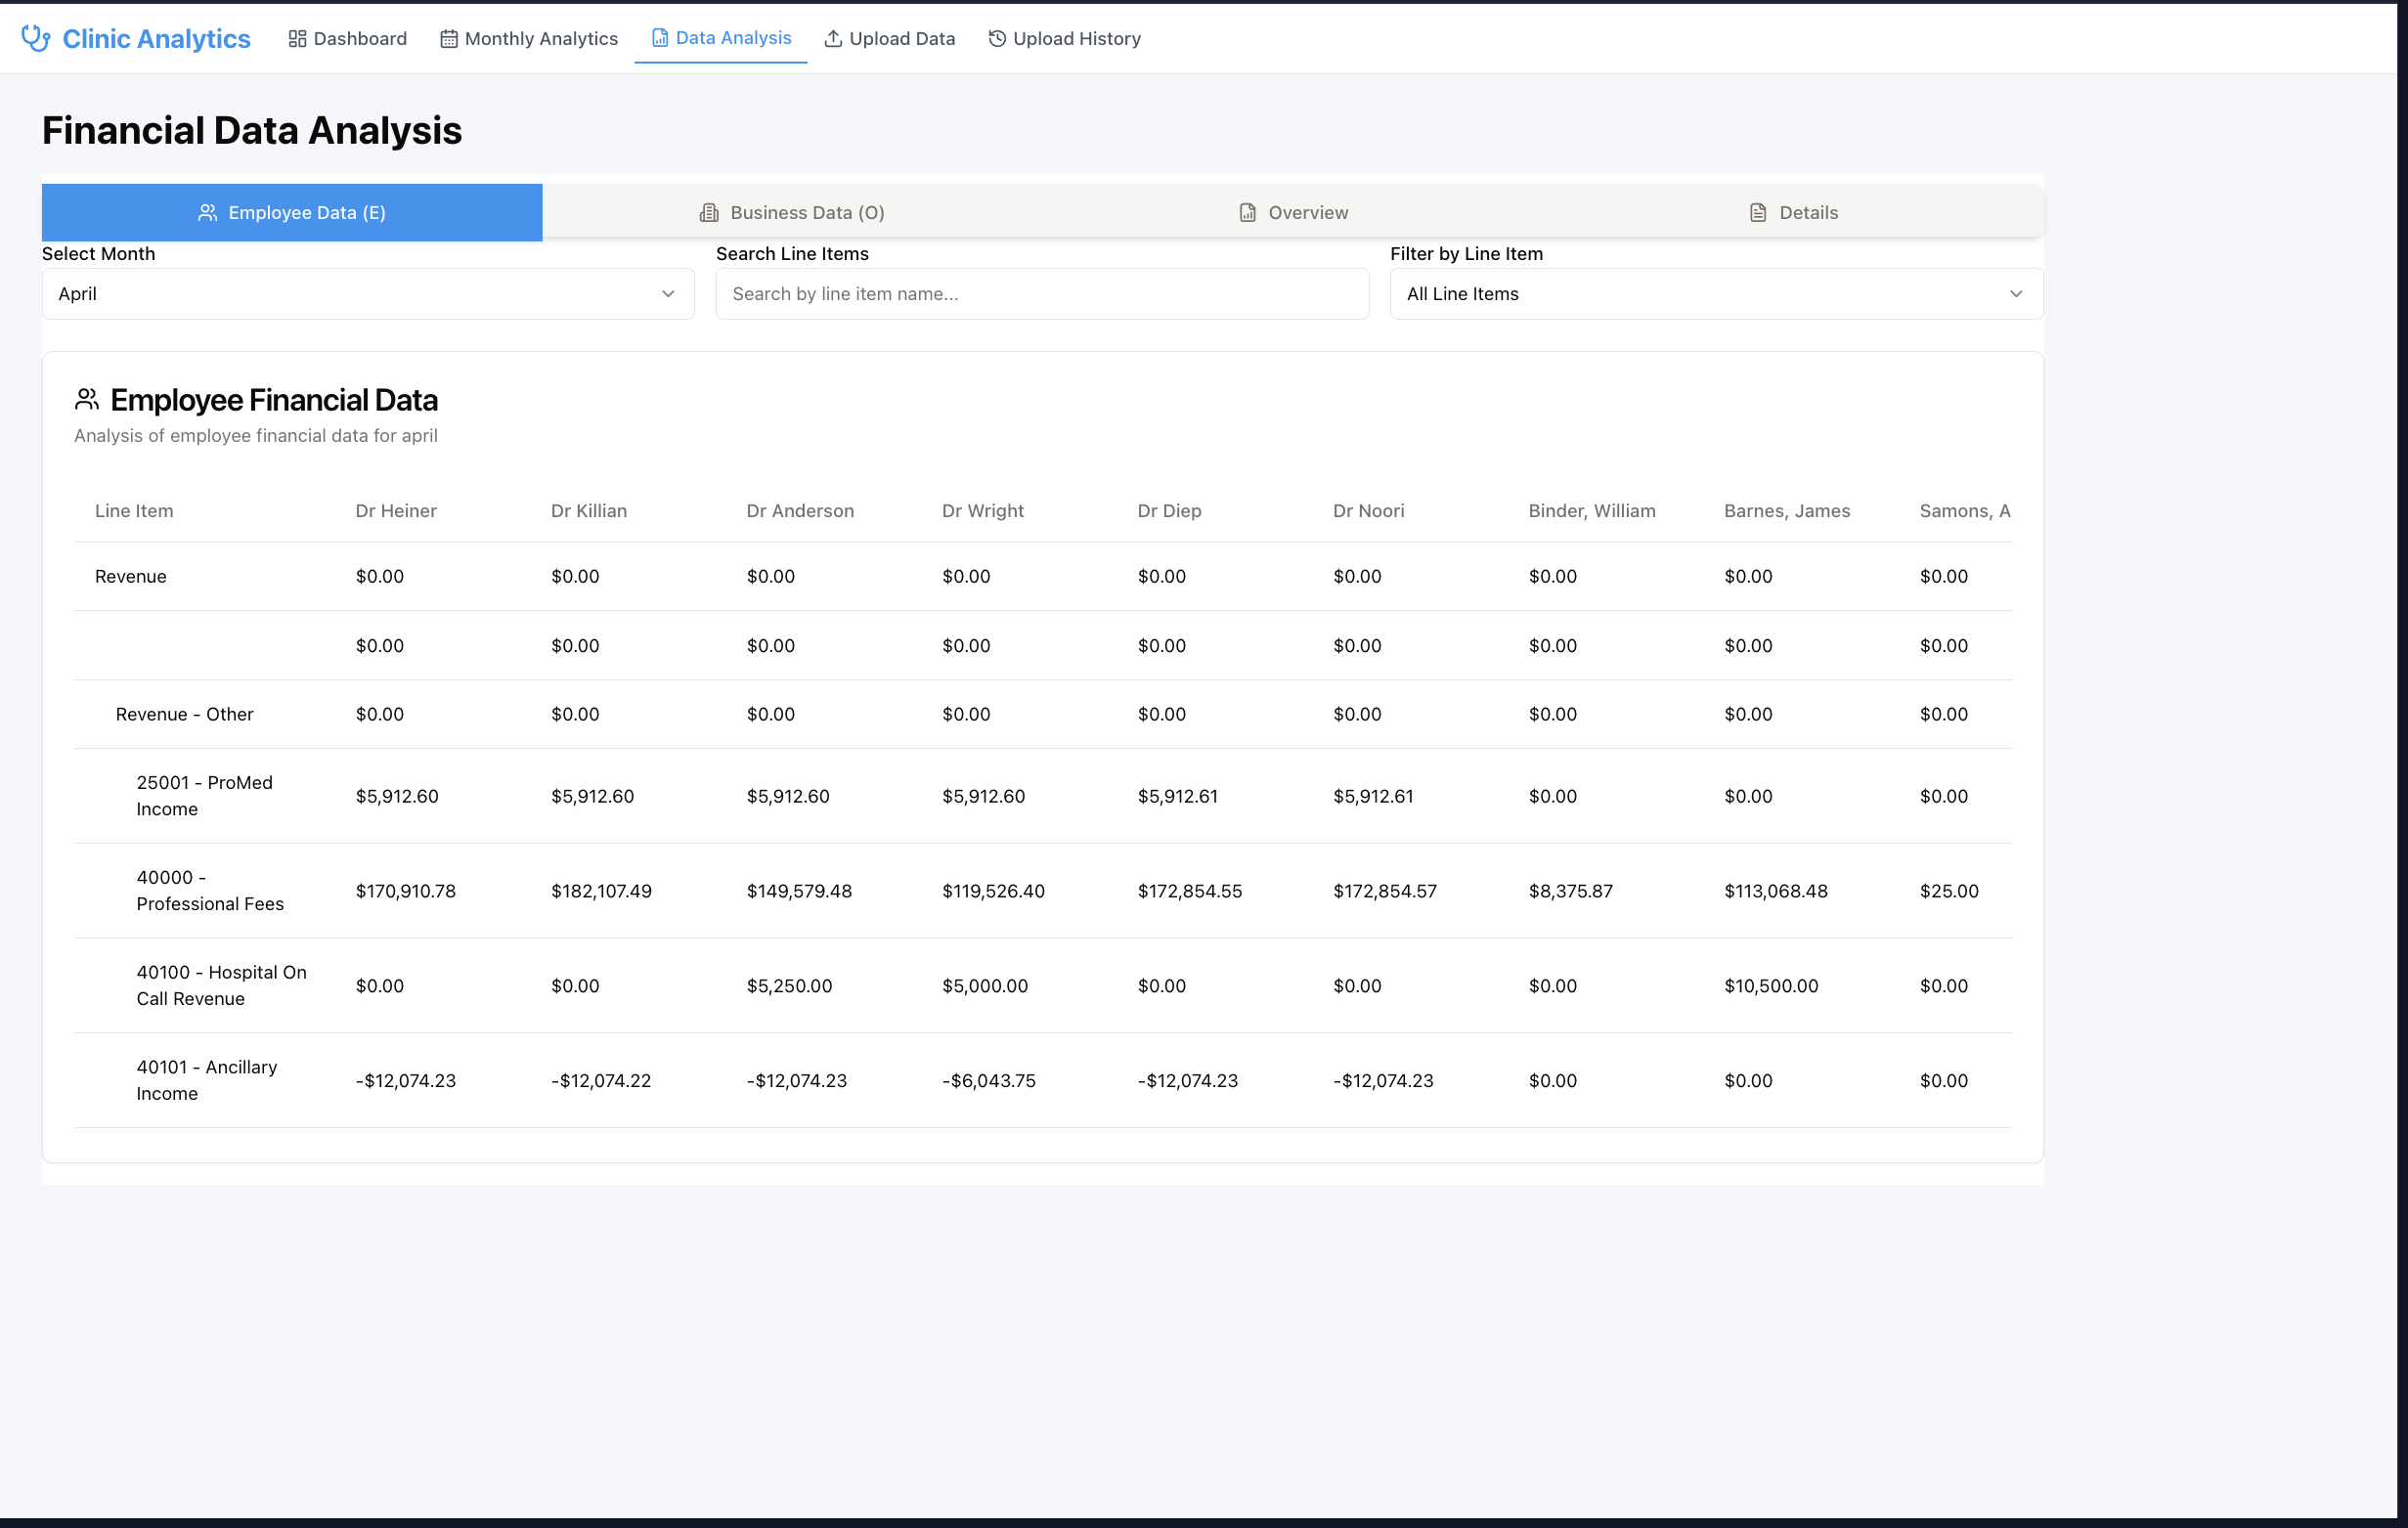 Clinic Analytics Dashboard Monthly Analytics Data Analysis Upload Data Upload History
Financial Data Analysis
Employee Data (E) Business Data (O) Overview Details
Select Month Search Line Items Filter by Line Item
April Search by line item name... All Line Items
Employee Financial Data
Analysis of employee financial data for april
Line Item Dr Heiner Dr Killian Dr Anderson Dr Wright Dr Diep Dr Noori Binder, William Barnes, James Samons, A
Revenue $0.00 $0.00 $0.00 $0.00 $0.00 $0.00 $0.00 $0.00 $0.00
$0.00 $0.00 $0.00 $0.00 $0.00 $0.00 $0.00 $0.00 $0.00
Revenue - Other $0.00 $0.00 $0.00 $0.00 $0.00 $0.00 $0.00 $0.00 $0.00
25001 - ProMed
Income $5,912.60 $5,912.60 $5,912.60 $5,912.60 $5,912.61 $5,912.61 $0.00 $0.00 $0.00
40000 -
Professional Fees $170,910.78 $182,107.49 $149,579.48 $119,526.40 $172,854.55 $172,854.57 $8,375.87 $113,068.48 $25.00
40100 - Hospital On
Call Revenue $0.00 $0.00 $5,250.00 $5,000.00 $0.00 $0.00 $0.00 $10,500.00 $0.00
40101 - Ancillary
Income -$12,074.23 -$12,074.22 -$12,074.23 -$6,043.75 -$12,074.23 -$12,074.23 $0.00 $0.00 $0.00